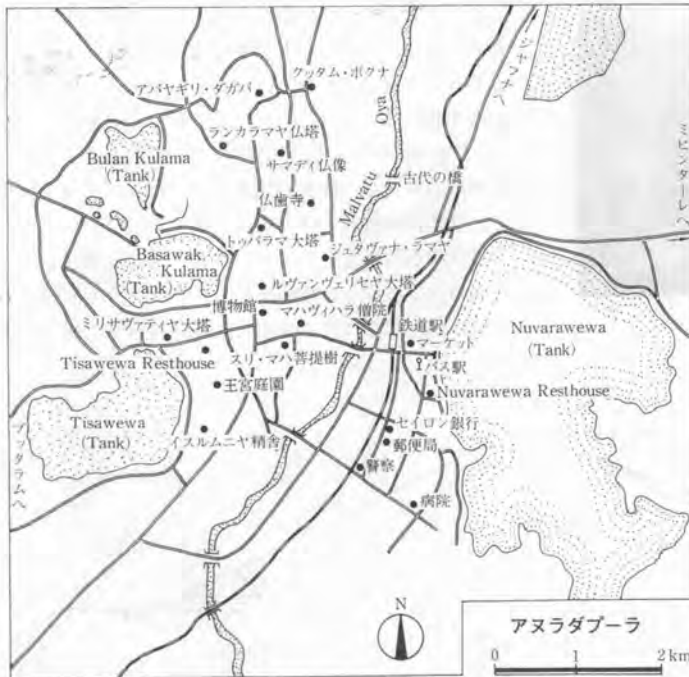 ジャフナへ
クッタム・ポクナ
アバヤギリ・ダガバ
Oya
ミヒンターレへ
ランカラマヤ仏塔
Bulan Kulama
(Tank)
サマディ仏像
Malvatu
古代の橋
仏歯寺
トゥパラマ大塔
ジェタヴァナ・ラマヤ
Basawak
Kulama
(Tank)
ルヴァンヴェリセヤ大塔
博物館
マハヴィハラ僧院
ミリサヴァティヤ大塔
鉄道駅
マーケット
Nuvarawewa
(Tank)
スリ・マハ菩提樹
Tisawewa Resthouse
バス駅
王宮庭園
Nuvarawewa Resthouse
Tisawewa
(Tank)
プッタラムへ
イスルムニヤ精舎
セイロン銀行
郵便局
警察
病院
N
アヌラダプーラ
0 1 2km